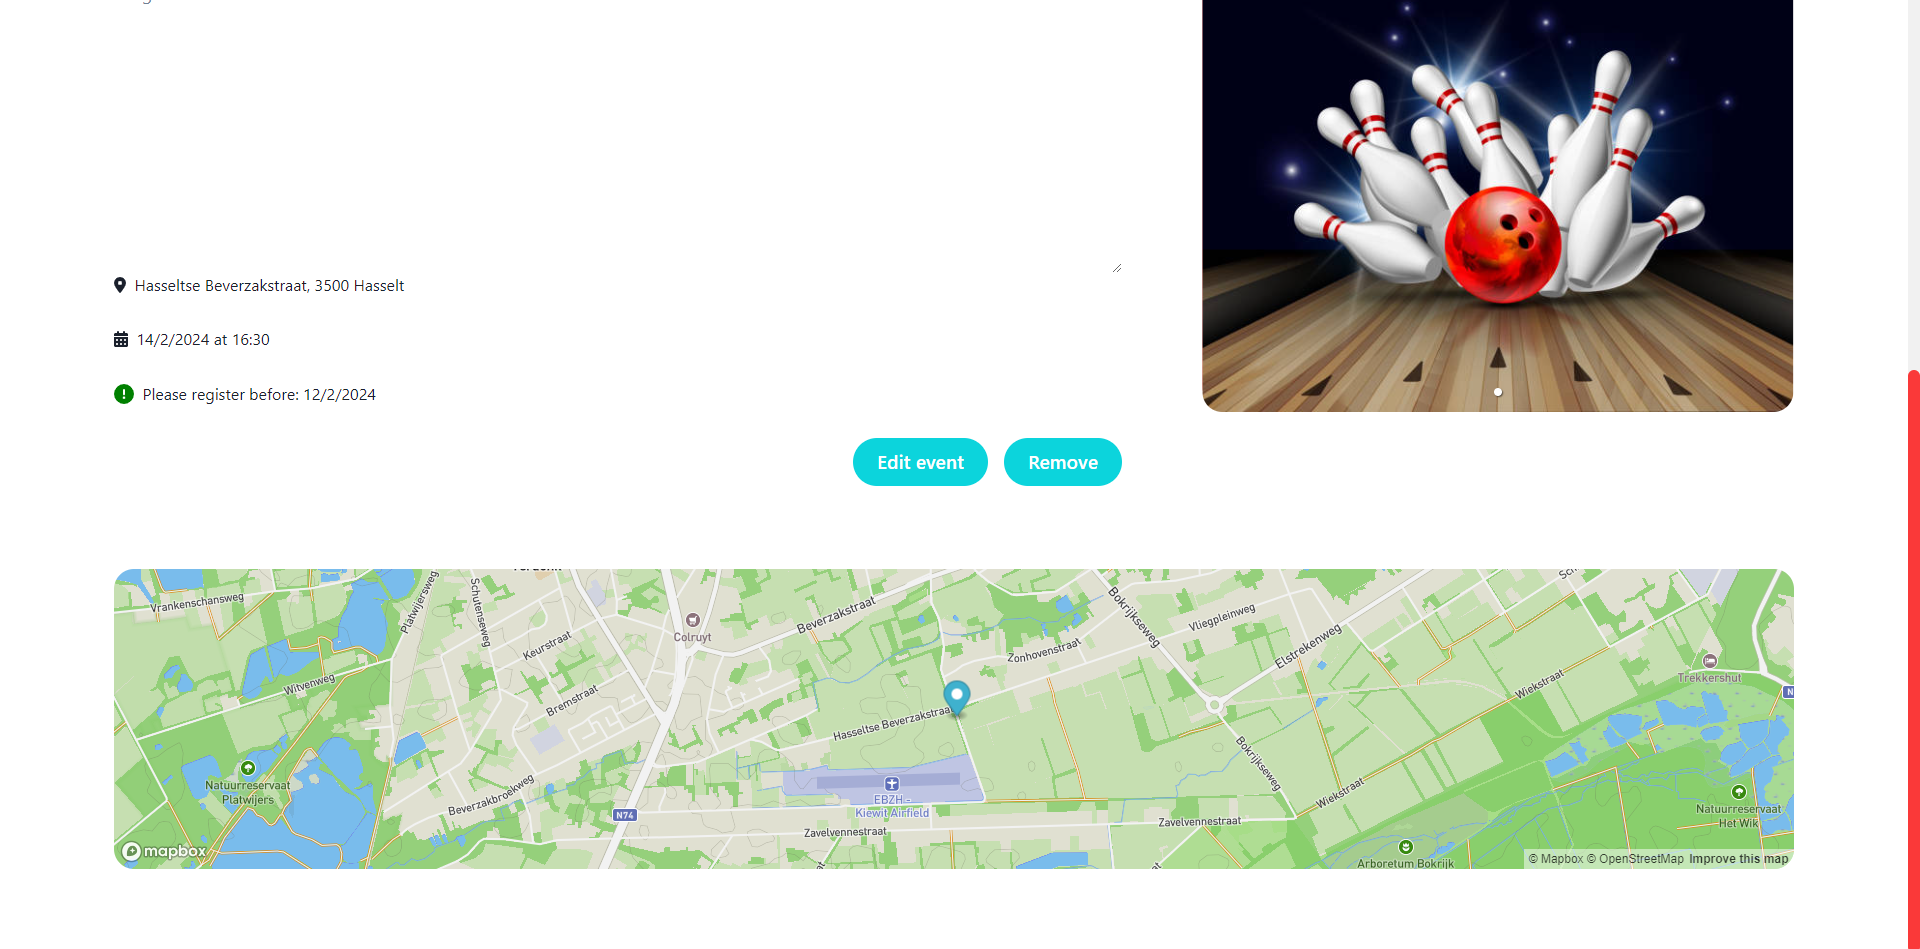 Hasseltse Beverzakstraat, 3500 Hasselt
14/2/2024 at 16:30
Please register before: 12/2/2024
Edit event
Remove
Vrankenschansweg
Platwijersweg
Schutenseweg
Colruyt
Beverzakstraat
Bokrijkseweg
Vliegpleinweg
Keurstraat
Zonhovenstraat
Elstrekenweg
Trekkershut
Witvenweg
Bremstraat
Wiekstraat
Hasseltse Beverzakstraat
Bokrijkseweg
Natuurreservaat
Platwijers
Beverzakbroekweg
EBZH -
Kiewit Airfield
Wiekstraat
N74
Zavelvennestraat
Zavelvennestraat
Natuurreservaat
Het Wik
mapbox
Arboretum Bokrijk
© Mapbox © OpenStreetMap Improve this map